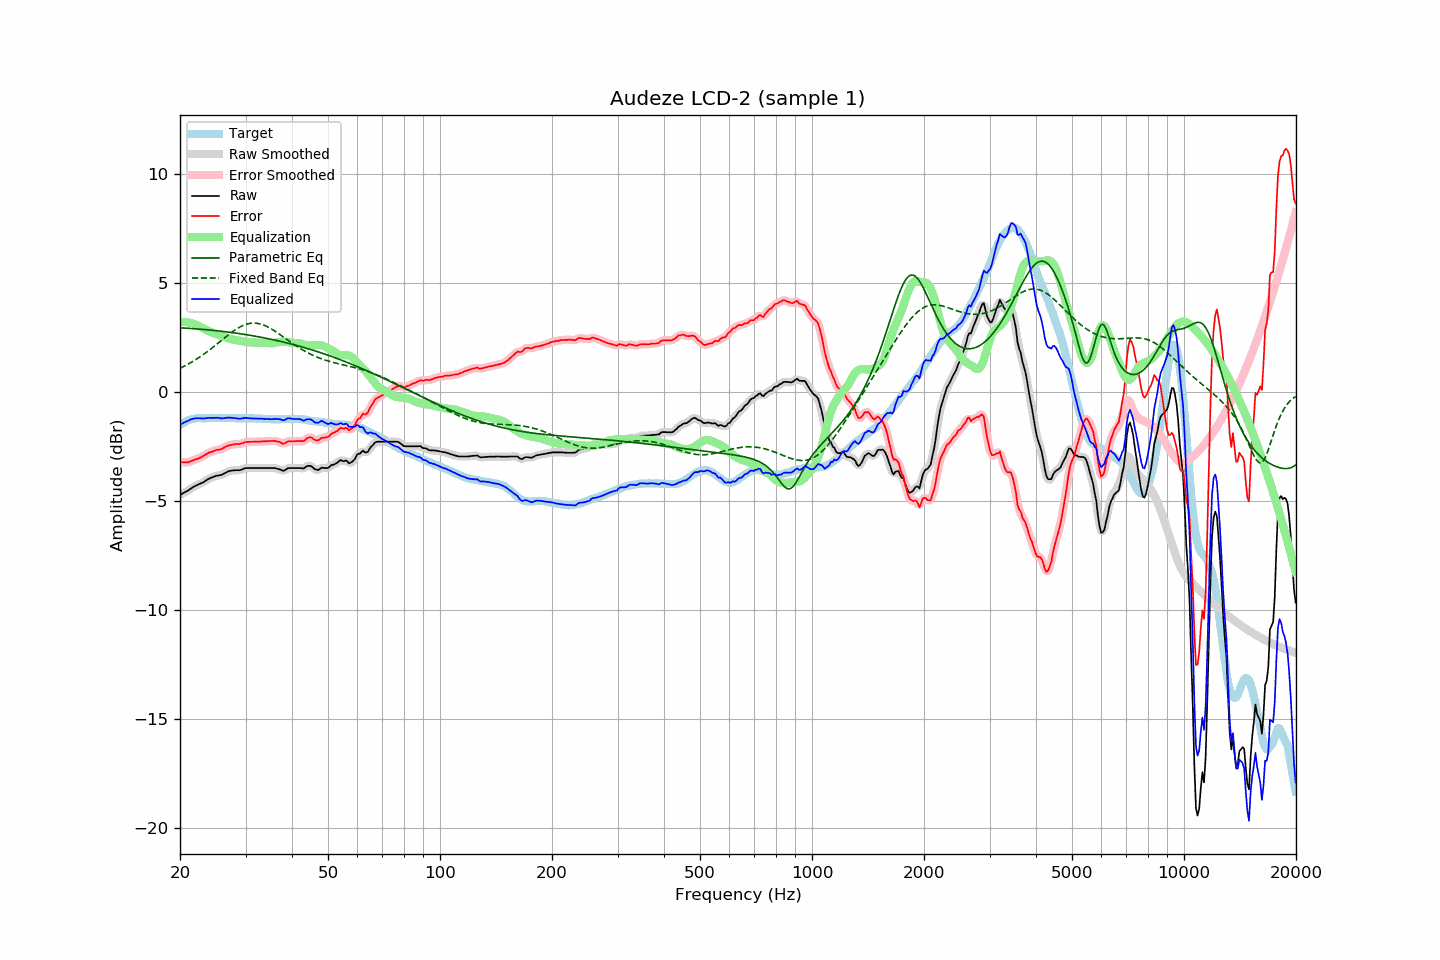 Audeze LCD-2 (sample 1)
Target
Raw Smoothed
Error Smoothed
Raw
Error
Equalization
Parametric Eq
Fixed Band Eq
Equalized
10
5
0
−5
−10
−15
−20
Amplitude (dBr)
20 50 100 200 500 1000 2000 5000 10000 20000
Frequency (Hz)